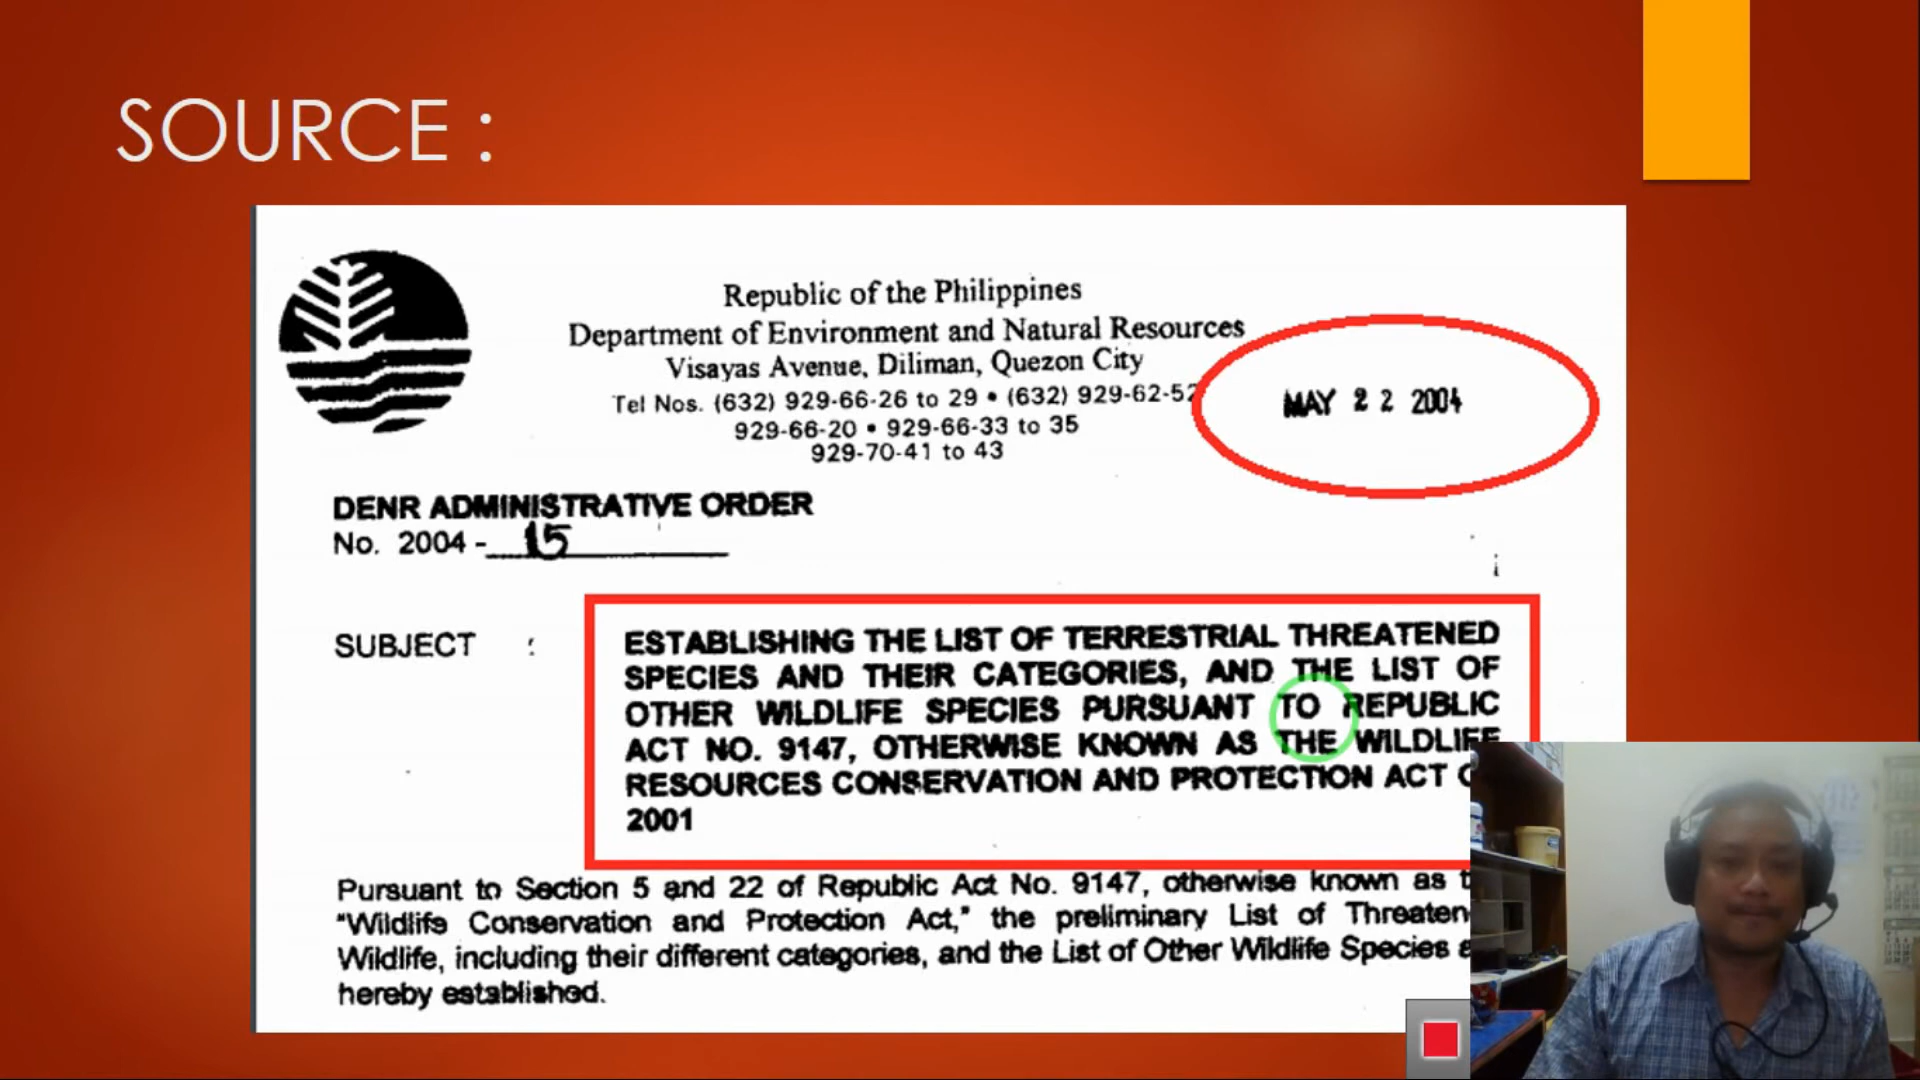 SOURCE :
Republic of the Philippines
Department of Environment and Natural Resources
Visayas Avenue, Diliman, Quezon City
Tel Nos. (632) 929-66-26 to 29 • (632) 929-62-52
929-66-20 • 929-66-33 to 35
929-70-41 to 43
MAY 22 2004
DENR ADMINISTRATIVE ORDER
No. 2004 - 15
SUBJECT :
ESTABLISHING THE LIST OF TERRESTRIAL THREATENED
SPECIES AND THEIR CATEGORIES, AND THE LIST OF
OTHER WILDLIFE SPECIES PURSUANT TO REPUBLIC
ACT NO. 9147, OTHERWISE KNOWN AS THE WILDLIFE
RESOURCES CONSERVATION AND PROTECTION ACT
2001
Pursuant to Section 5 and 22 of Republic Act No. 9147, otherwise known as
“Wildlife Conservation and Protection Act,” the preliminary List of Threaten
Wildlife, including their different categories, and the List of Other Wildlife Species
hereby established.